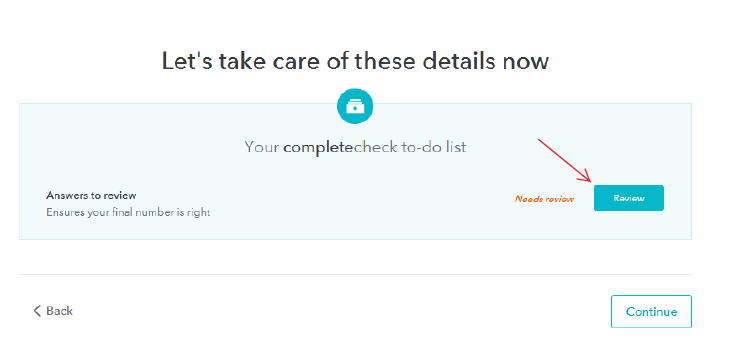 Let's take care of these details now
Your completecheck to-do list
Answers to review
Ensures your final number is right
Needs review
Review
Back
Continue